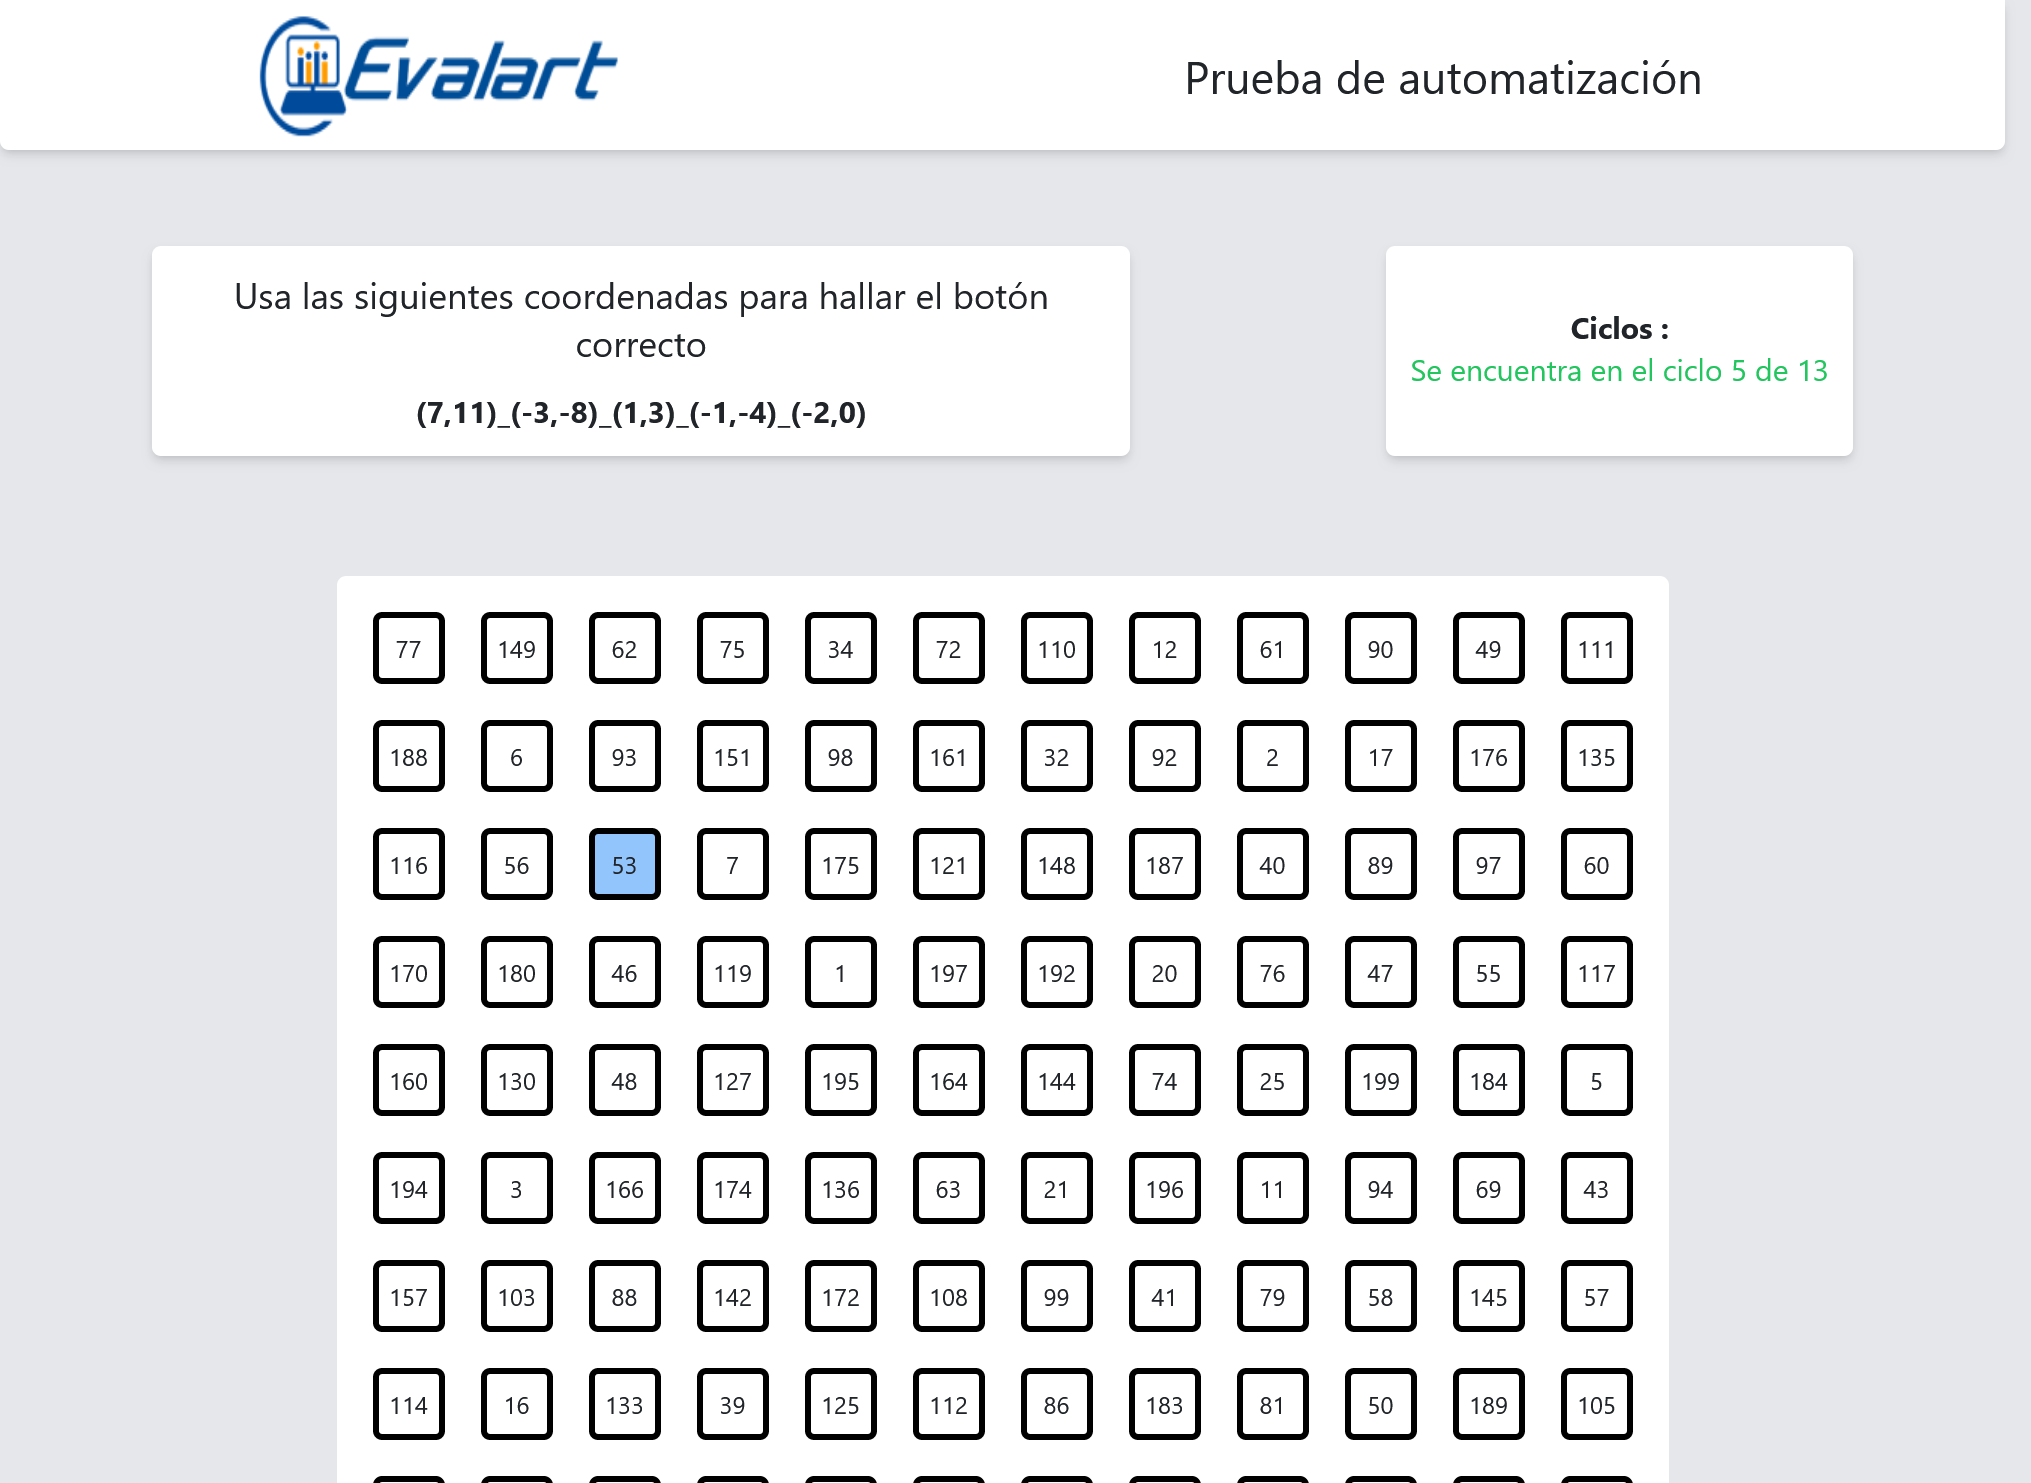 Evalart
Prueba de automatización
Usa las siguientes coordenadas para hallar el botón
correcto
(7,11)_(-3,-8)_(1,3)_(-1,-4)_(-2,0)
Ciclos :
Se encuentra en el ciclo 5 de 13
77 149 62 75 34 72 110 12 61 90 49 111
188 6 93 151 98 161 32 92 2 17 176 135
116 56 53 7 175 121 148 187 40 89 97 60
170 180 46 119 1 197 192 20 76 47 55 117
160 130 48 127 195 164 144 74 25 199 184 5
194 3 166 174 136 63 21 196 11 94 69 43
157 103 88 142 172 108 99 41 79 58 145 57
114 16 133 39 125 112 86 183 81 50 189 105